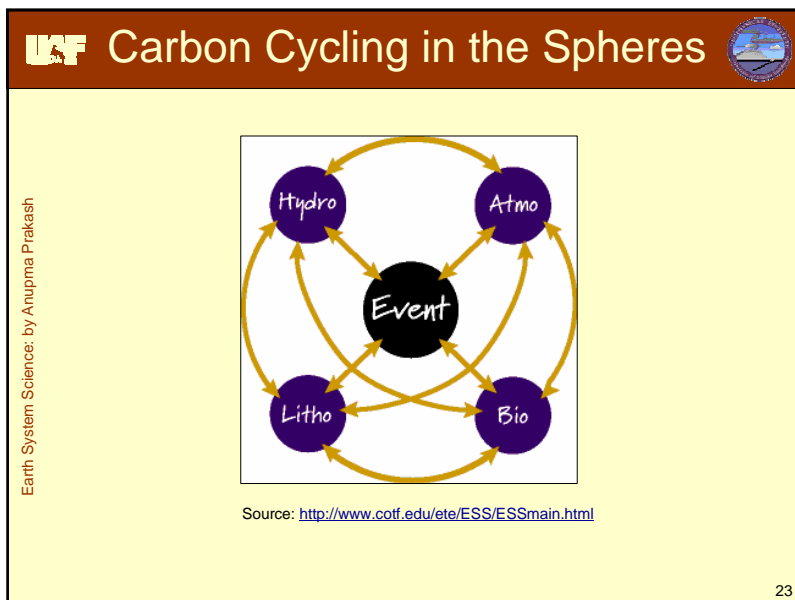 UAF Carbon Cycling in the Spheres
Earth System Science: by Anupma Prakash
Hydro
Atmo
Event
Litho
Bio
Source: http://www.cotf.edu/ete/ESS/ESSmain.html
23